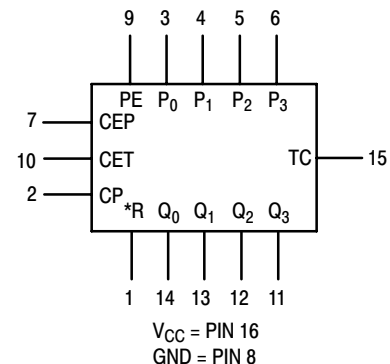 9 3 4 5 6
PE P0 P1 P2 P3
7 CEP
10 CET TC 15
2 CP
*R Q0 Q1 Q2 Q3
1 14 13 12 11
VCC = PIN 16
GND = PIN 8